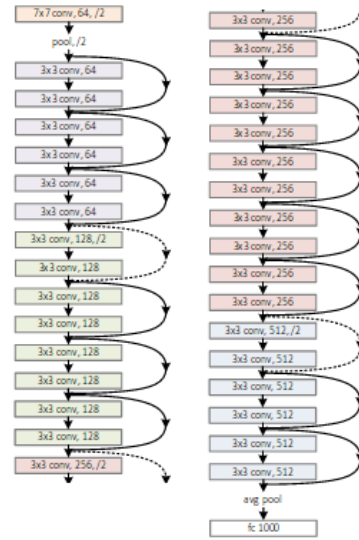 7x7 conv, 64, /2
pool, /2
3x3 conv, 64
3x3 conv, 64
3x3 conv, 64
3x3 conv, 64
3x3 conv, 64
3x3 conv, 64
3x3 conv, 128, /2
3x3 conv, 128
3x3 conv, 128
3x3 conv, 128
3x3 conv, 128
3x3 conv, 128
3x3 conv, 128
3x3 conv, 128
3x3 conv, 256, /2
3x3 conv, 256
3x3 conv, 256
3x3 conv, 256
3x3 conv, 256
3x3 conv, 256
3x3 conv, 256
3x3 conv, 256
3x3 conv, 256
3x3 conv, 256
3x3 conv, 256
3x3 conv, 256
3x3 conv, 512, /2
3x3 conv, 512
3x3 conv, 512
3x3 conv, 512
3x3 conv, 512
3x3 conv, 512
avg pool
fc 1000